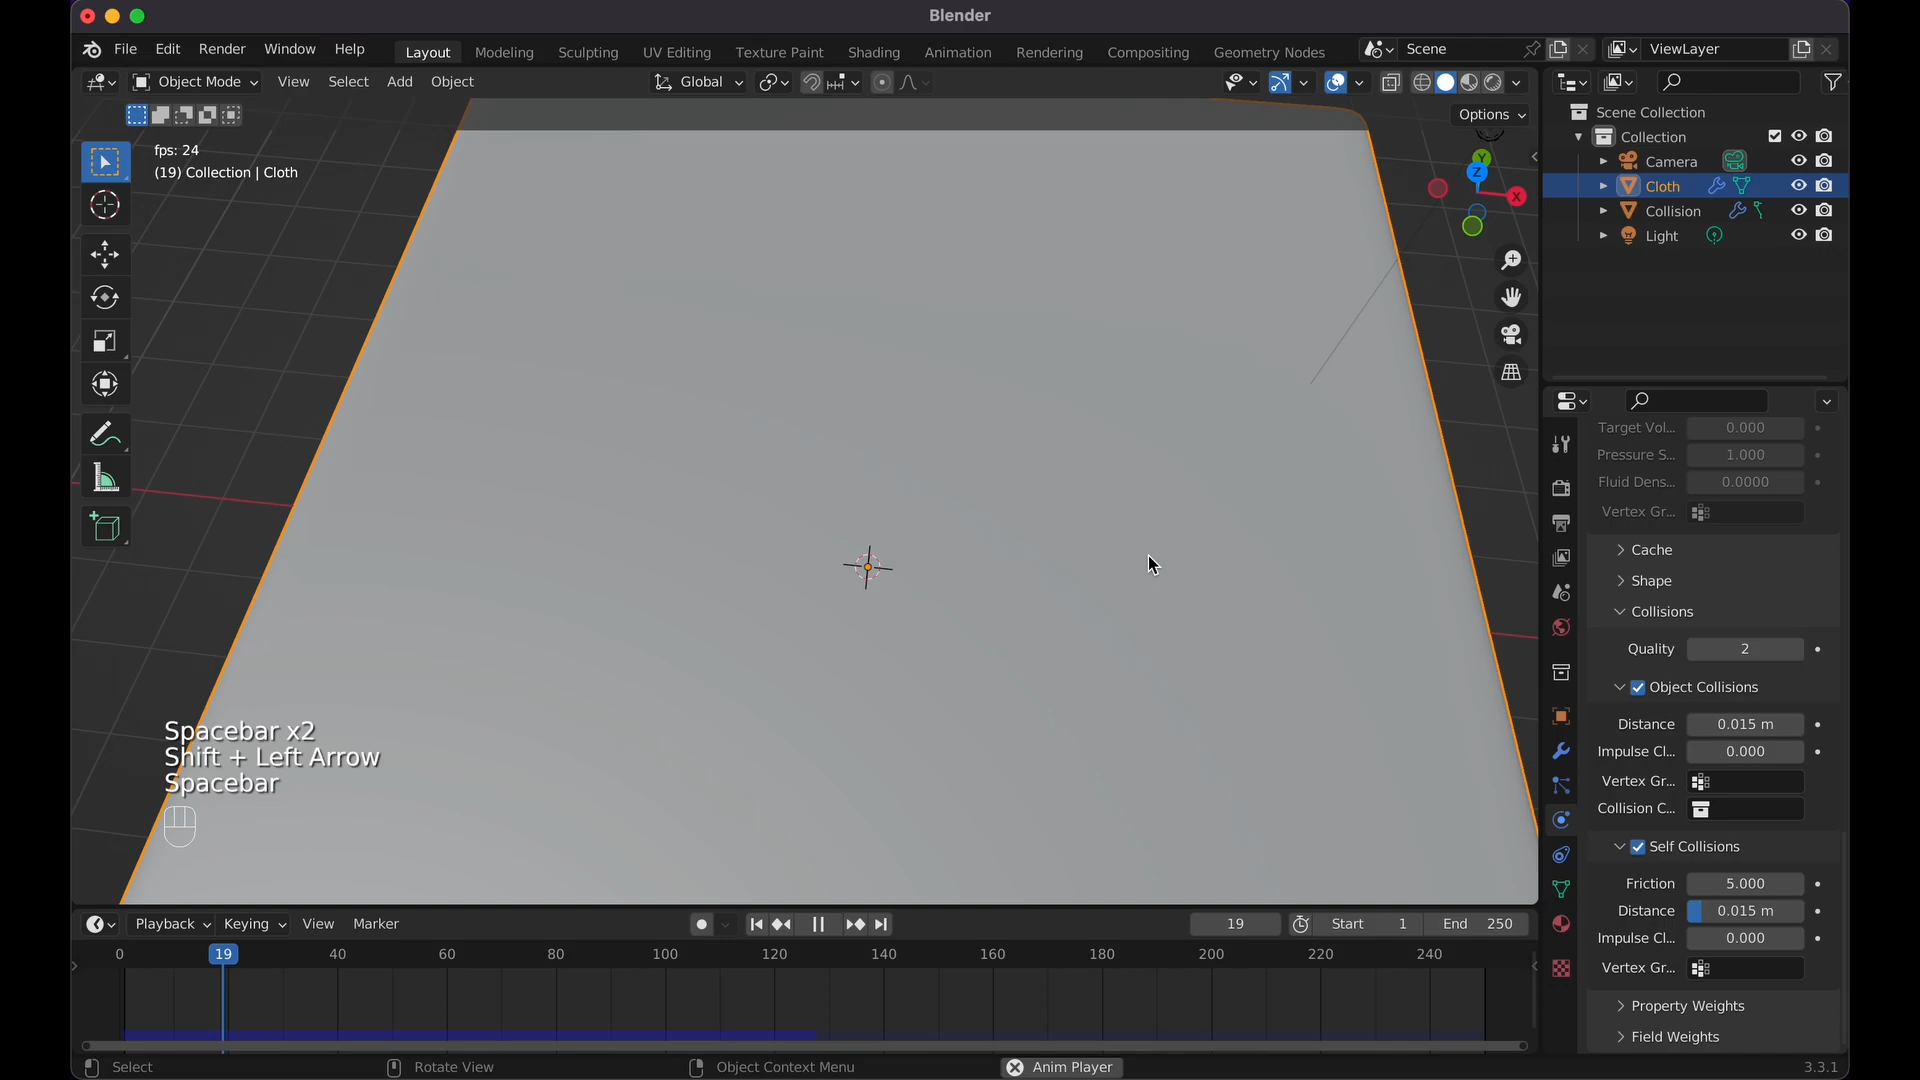 Blender
File Edit Render Window Help Layout Modeling Sculpting UV Editing Texture Paint Shading Animation Rendering Compositing Geometry Nodes Scene ViewLayer
Object Mode View Select Add Object Global
Options
fps: 24
(19) Collection | Cloth
Y
Z
X
Spacebar x2
Shift + Left Arrow
Spacebar
Scene Collection
Collection
Camera
Cloth
Collision
Light
Target Vol... 0.000
Pressure S... 1.000
Fluid Dens... 0.0000
Vertex Gr...
Cache
Shape
Collisions
Quality 2
Object Collisions
Distance 0.015 m
Impulse Cl... 0.000
Vertex Gr...
Collision C...
Self Collisions
Friction 5.000
Distance 0.015 m
Impulse Cl... 0.000
Vertex Gr...
Property Weights
Field Weights
Playback Keying View Marker 19 Start 1 End 250
0 19 40 60 80 100 120 140 160 180 200 220 240
Select Rotate View Object Context Menu Anim Player 3.3.1